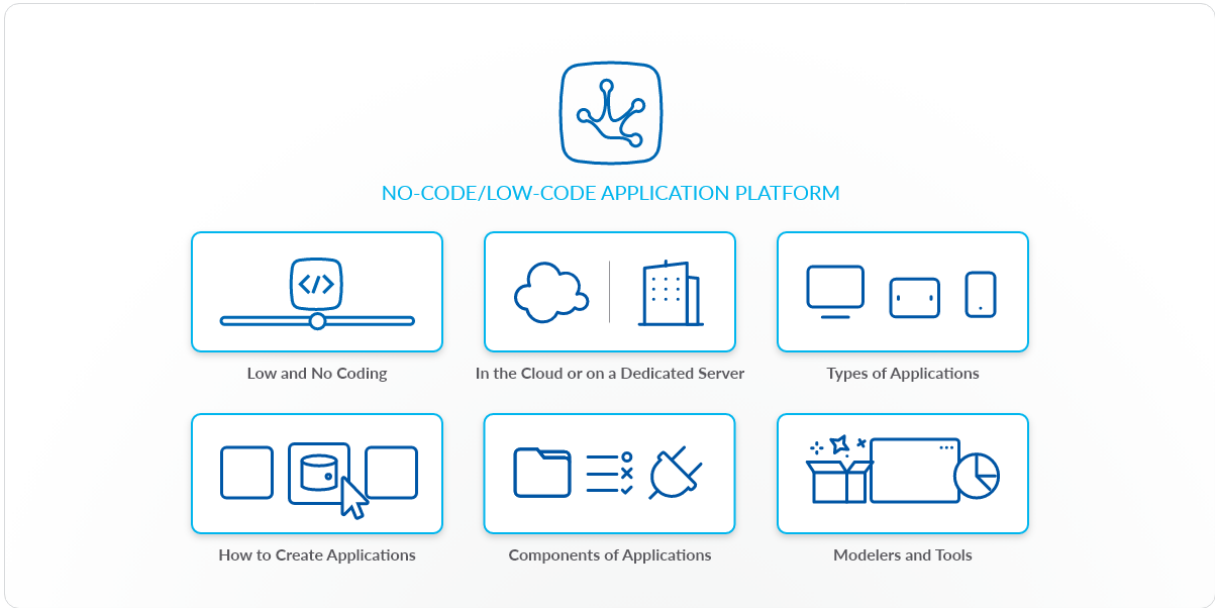 NO-CODE/LOW-CODE APPLICATION PLATFORM
Low and No Coding
In the Cloud or on a Dedicated Server
Types of Applications
How to Create Applications
Components of Applications
Modelers and Tools